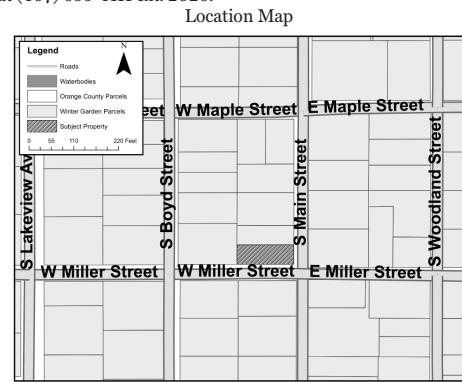 Location Map
Legend
N
Roads
Waterbodies
Orange County Parcels
Winter Garden Parcels
Subject Property
0 55 110 220 Feet
W Maple Street
E Maple Street
S Lakeview Av
S Boyd Street
S Main Street
S Woodland Street
W Miller Street
W Miller Street
E Miller Street